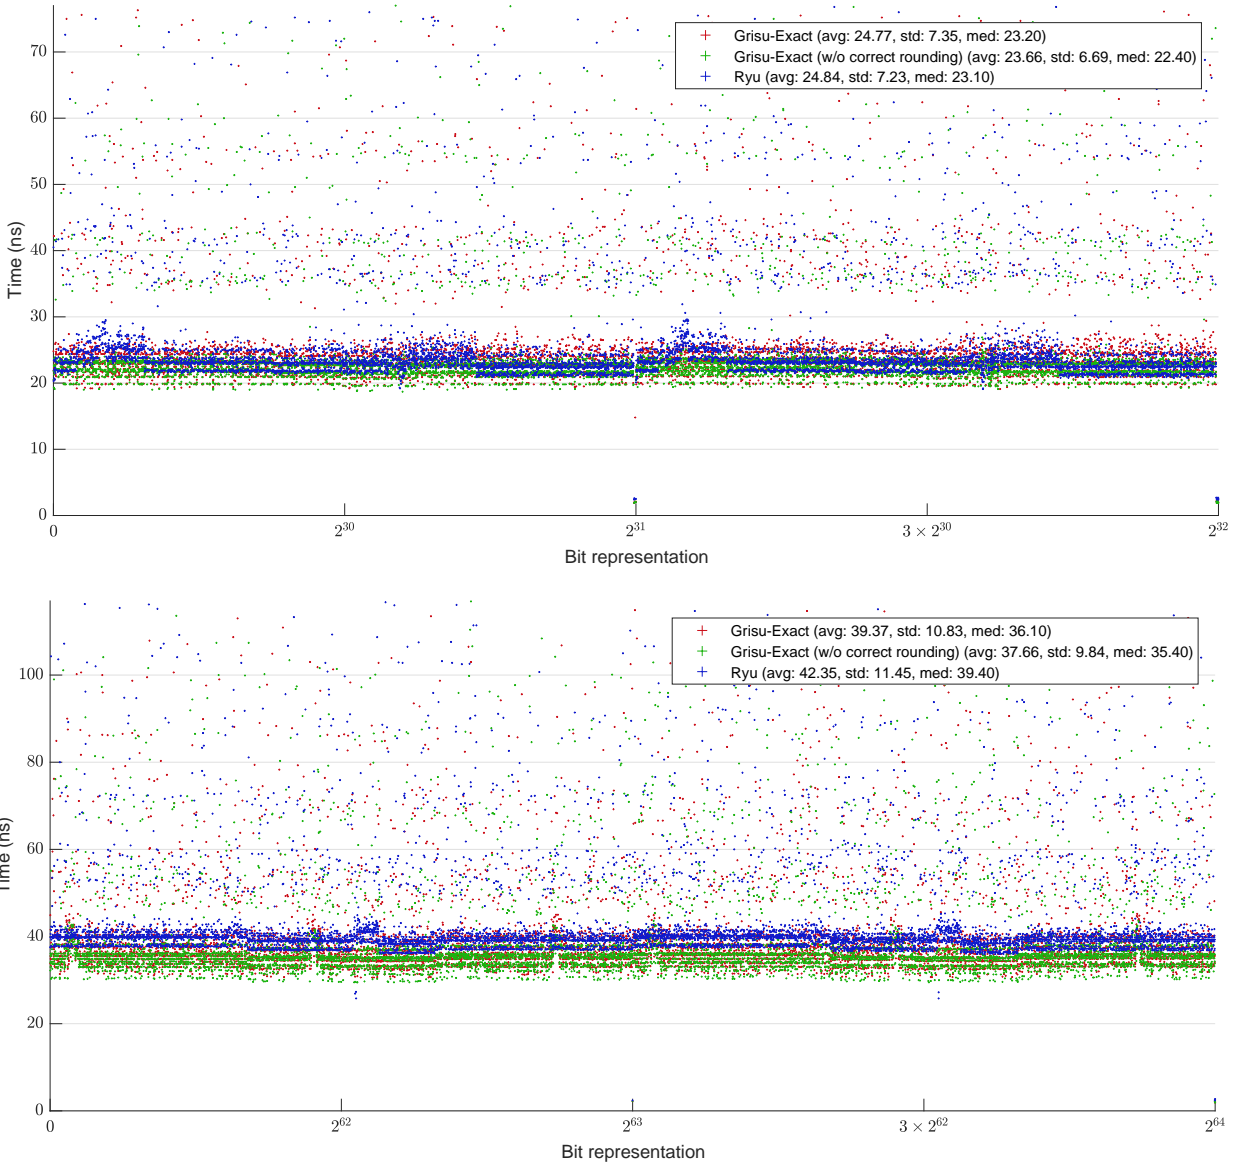 70
60
50
40
30
20
10
0
Time (ns)
Grisu-Exact (avg: 24.77, std: 7.35, med: 23.20)
Grisu-Exact (w/o correct rounding) (avg: 23.66, std: 6.69, med: 22.40)
Ryu (avg: 24.84, std: 7.23, med: 23.10)
0 2^30 2^31 3 × 2^30 2^32
Bit representation
100
80
60
40
20
0
Time (ns)
Grisu-Exact (avg: 39.37, std: 10.83, med: 36.10)
Grisu-Exact (w/o correct rounding) (avg: 37.66, std: 9.84, med: 35.40)
Ryu (avg: 42.35, std: 11.45, med: 39.40)
0 2^62 2^63 3 × 2^62 2^64
Bit representation